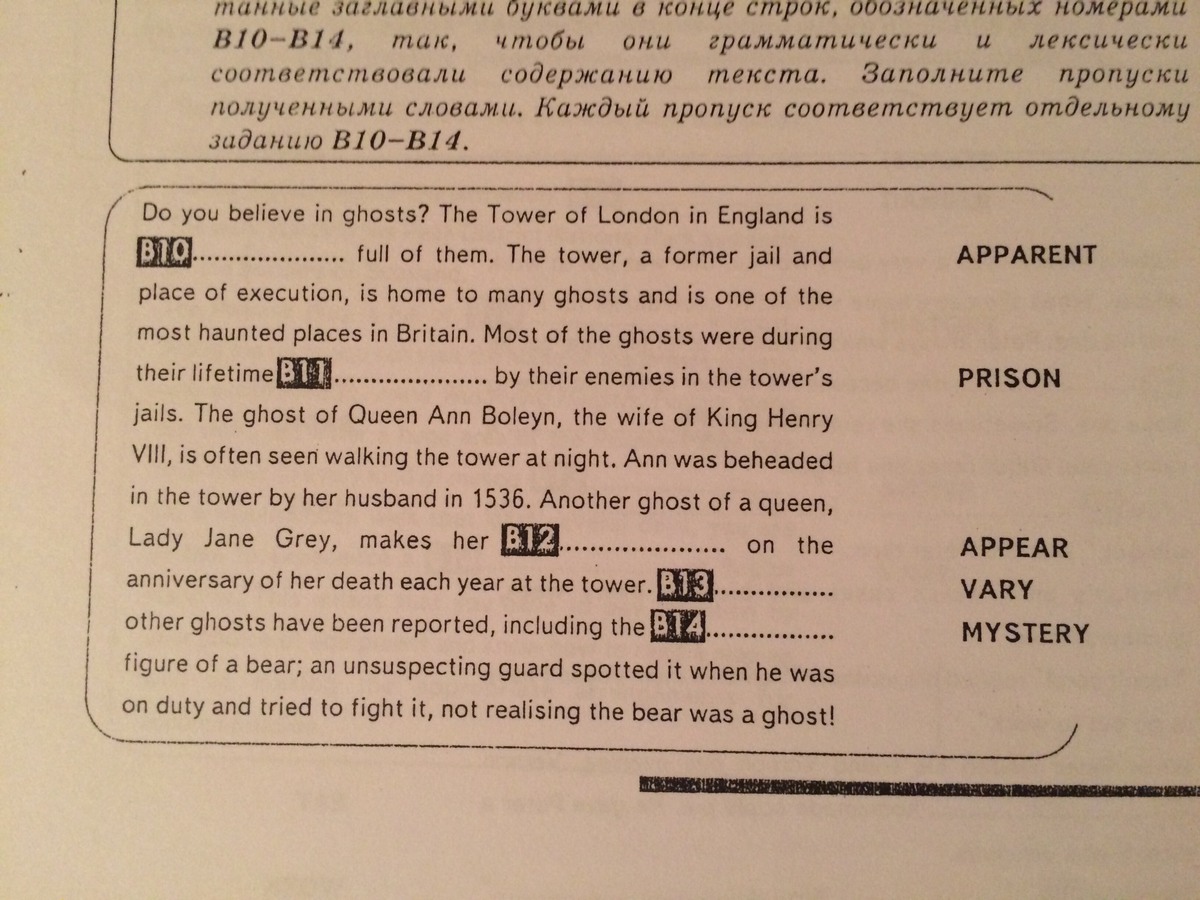 танные заглавными буквами в конце строк, обозначенных номерами
В10–В14, так, чтобы они грамматически и лексически
соответствовали содержанию текста. Заполните пропуски
полученными словами. Каждый пропуск соответствует отдельному
заданию В10–В14.
Do you believe in ghosts? The Tower of London in England is
B10..................... full of them. The tower, a former jail and APPARENT
place of execution, is home to many ghosts and is one of the
most haunted places in Britain. Most of the ghosts were during
their lifetime B11..................... by their enemies in the tower's PRISON
jails. The ghost of Queen Ann Boleyn, the wife of King Henry
VIII, is often seen walking the tower at night. Ann was beheaded
in the tower by her husband in 1536. Another ghost of a queen,
Lady Jane Grey, makes her B12....................... on the APPEAR
anniversary of her death each year at the tower. B13................ VARY
other ghosts have been reported, including the B14................. MYSTERY
figure of a bear; an unsuspecting guard spotted it when he was
on duty and tried to fight it, not realising the bear was a ghost!